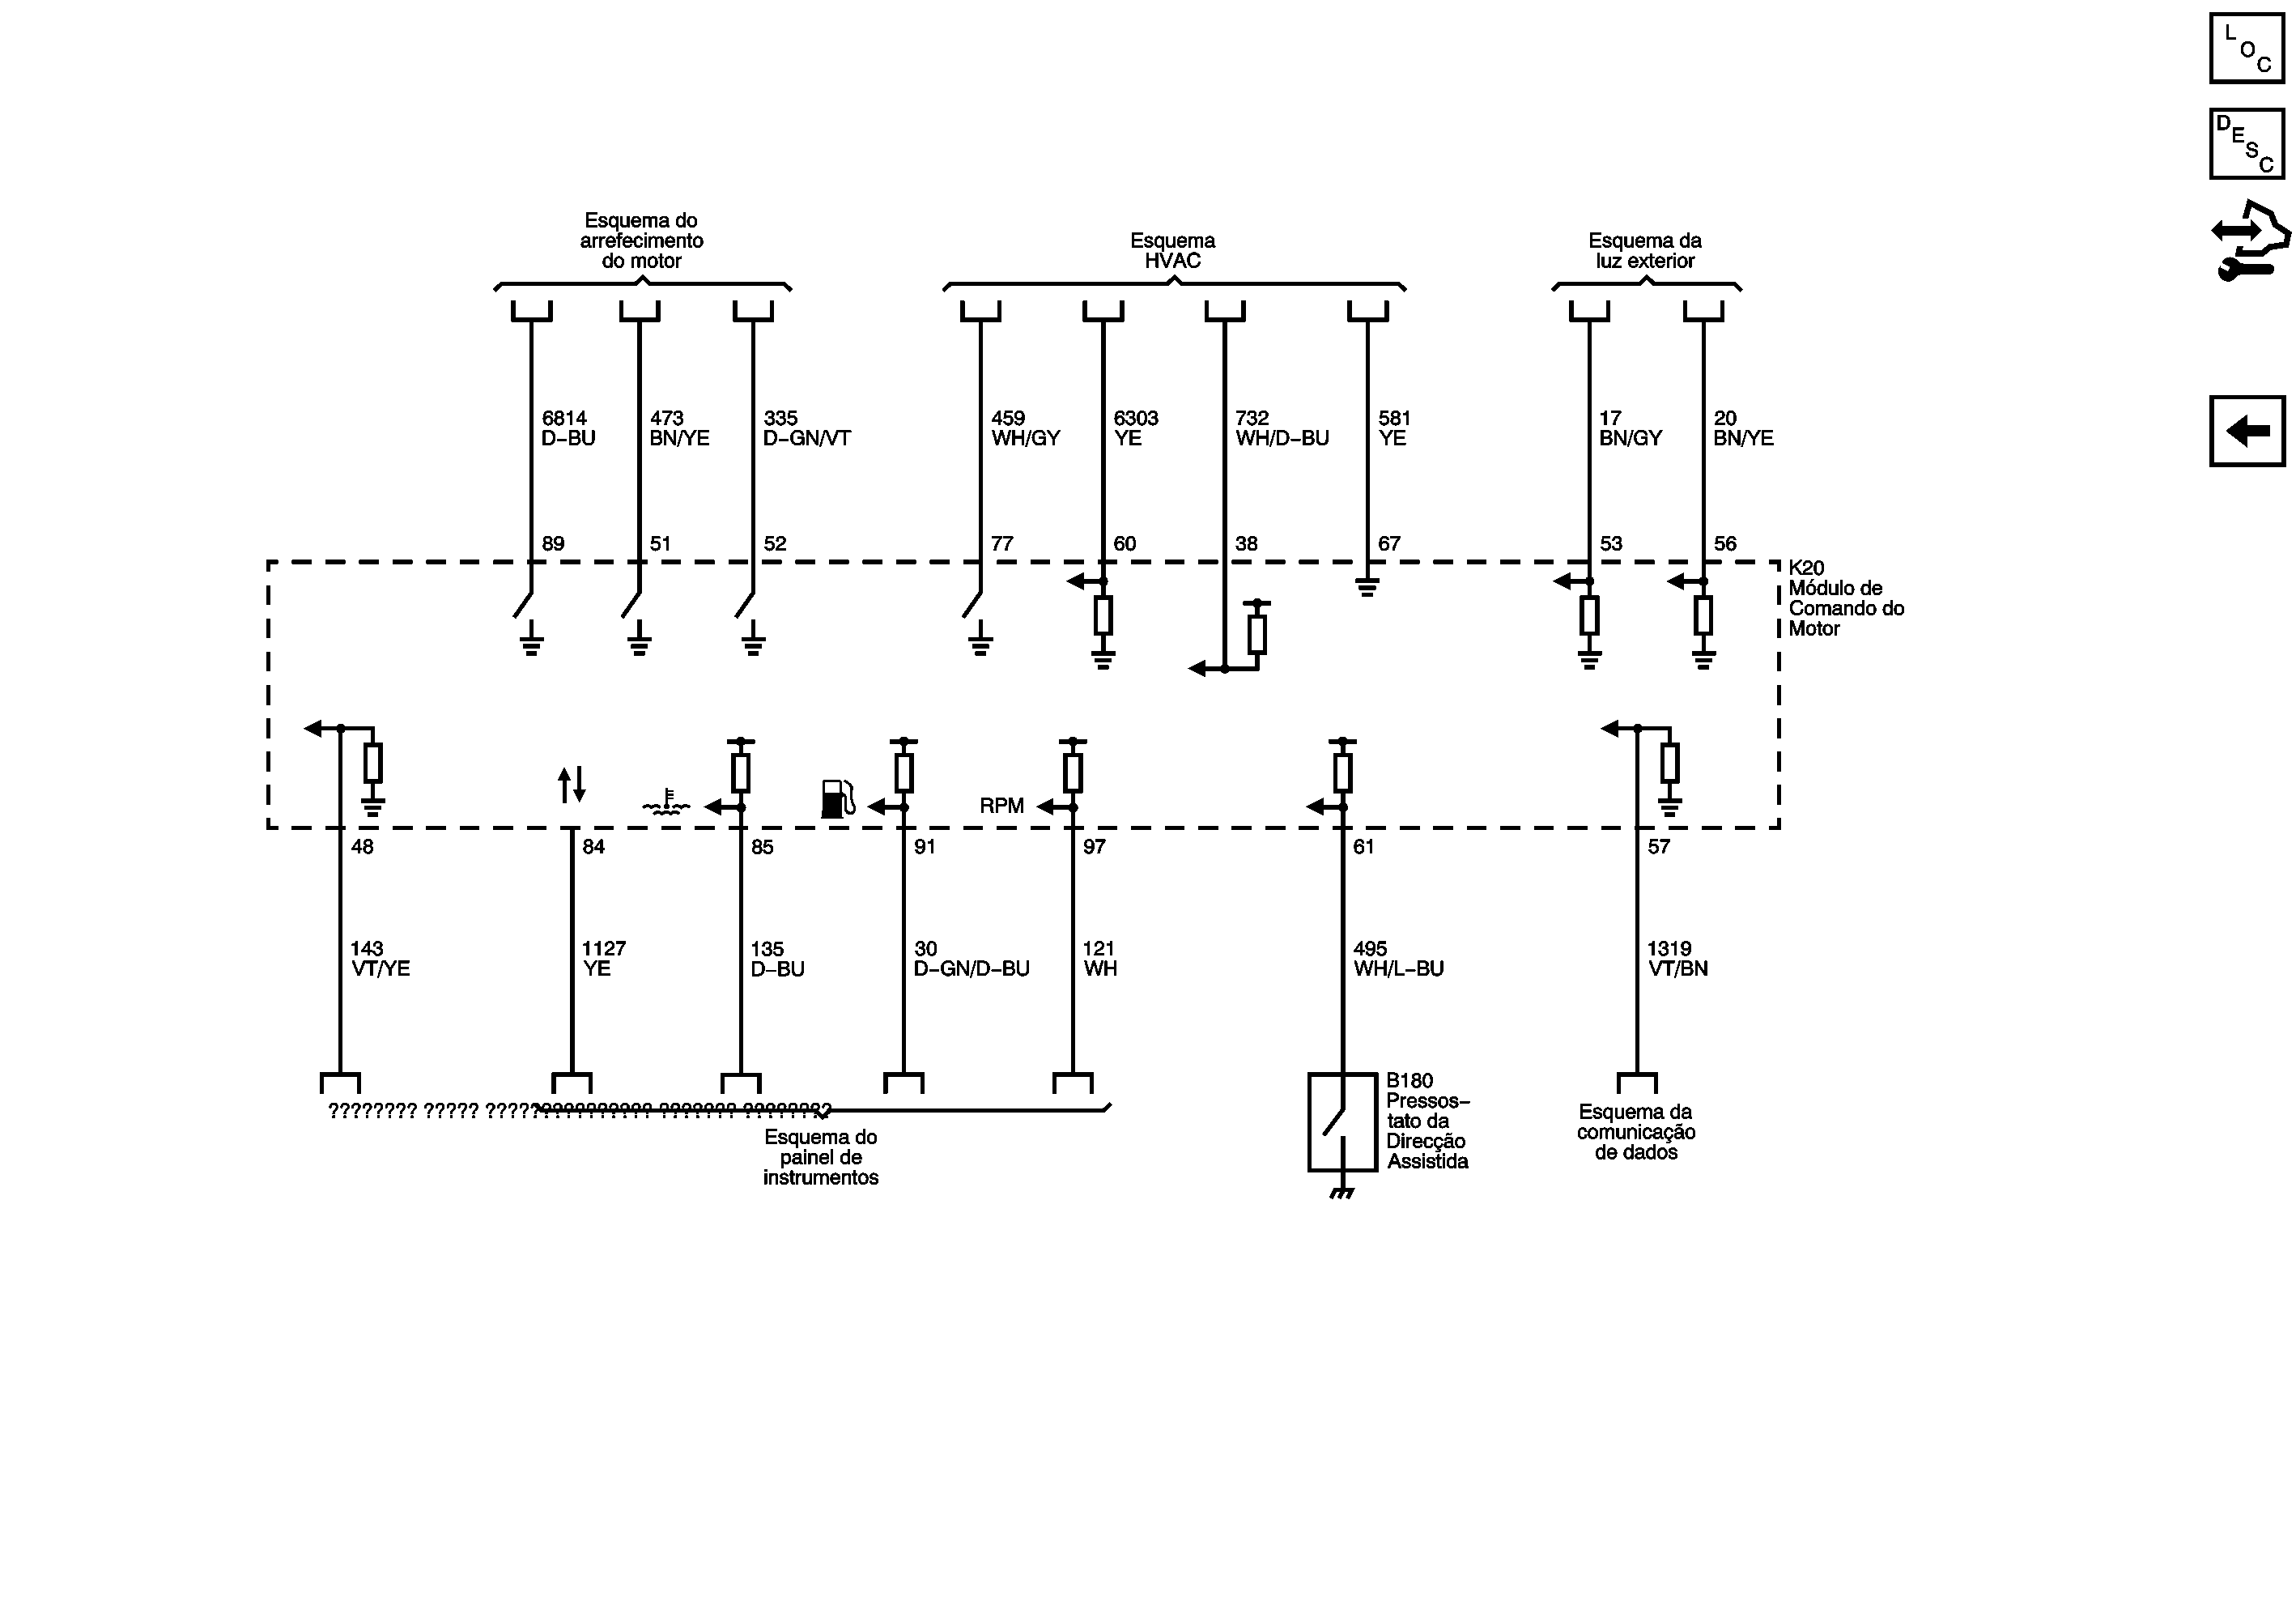 L
O
C
D
E
S
C
Esquema do
arrefecimento
do motor
Esquema
HVAC
Esquema da
luz exterior
6814
D-BU
473
BN/YE
335
D-GN/VT
459
WH/GY
6303
YE
732
WH/D-BU
581
YE
17
BN/GY
20
BN/YE
89
51
52
77
60
38
67
53
56
K20
Módulo de
Comando do
Motor
RPM
48
84
85
91
97
61
57
143
VT/YE
1127
YE
135
D-BU
30
D-GN/D-BU
121
WH
495
WH/L-BU
1319
VT/BN
???????? ????? ??????????????? ??????? ????????
Esquema do
painel de
instrumentos
B180
Pressos-
tato da
Direcção
Assistida
Esquema da
comunicação
de dados